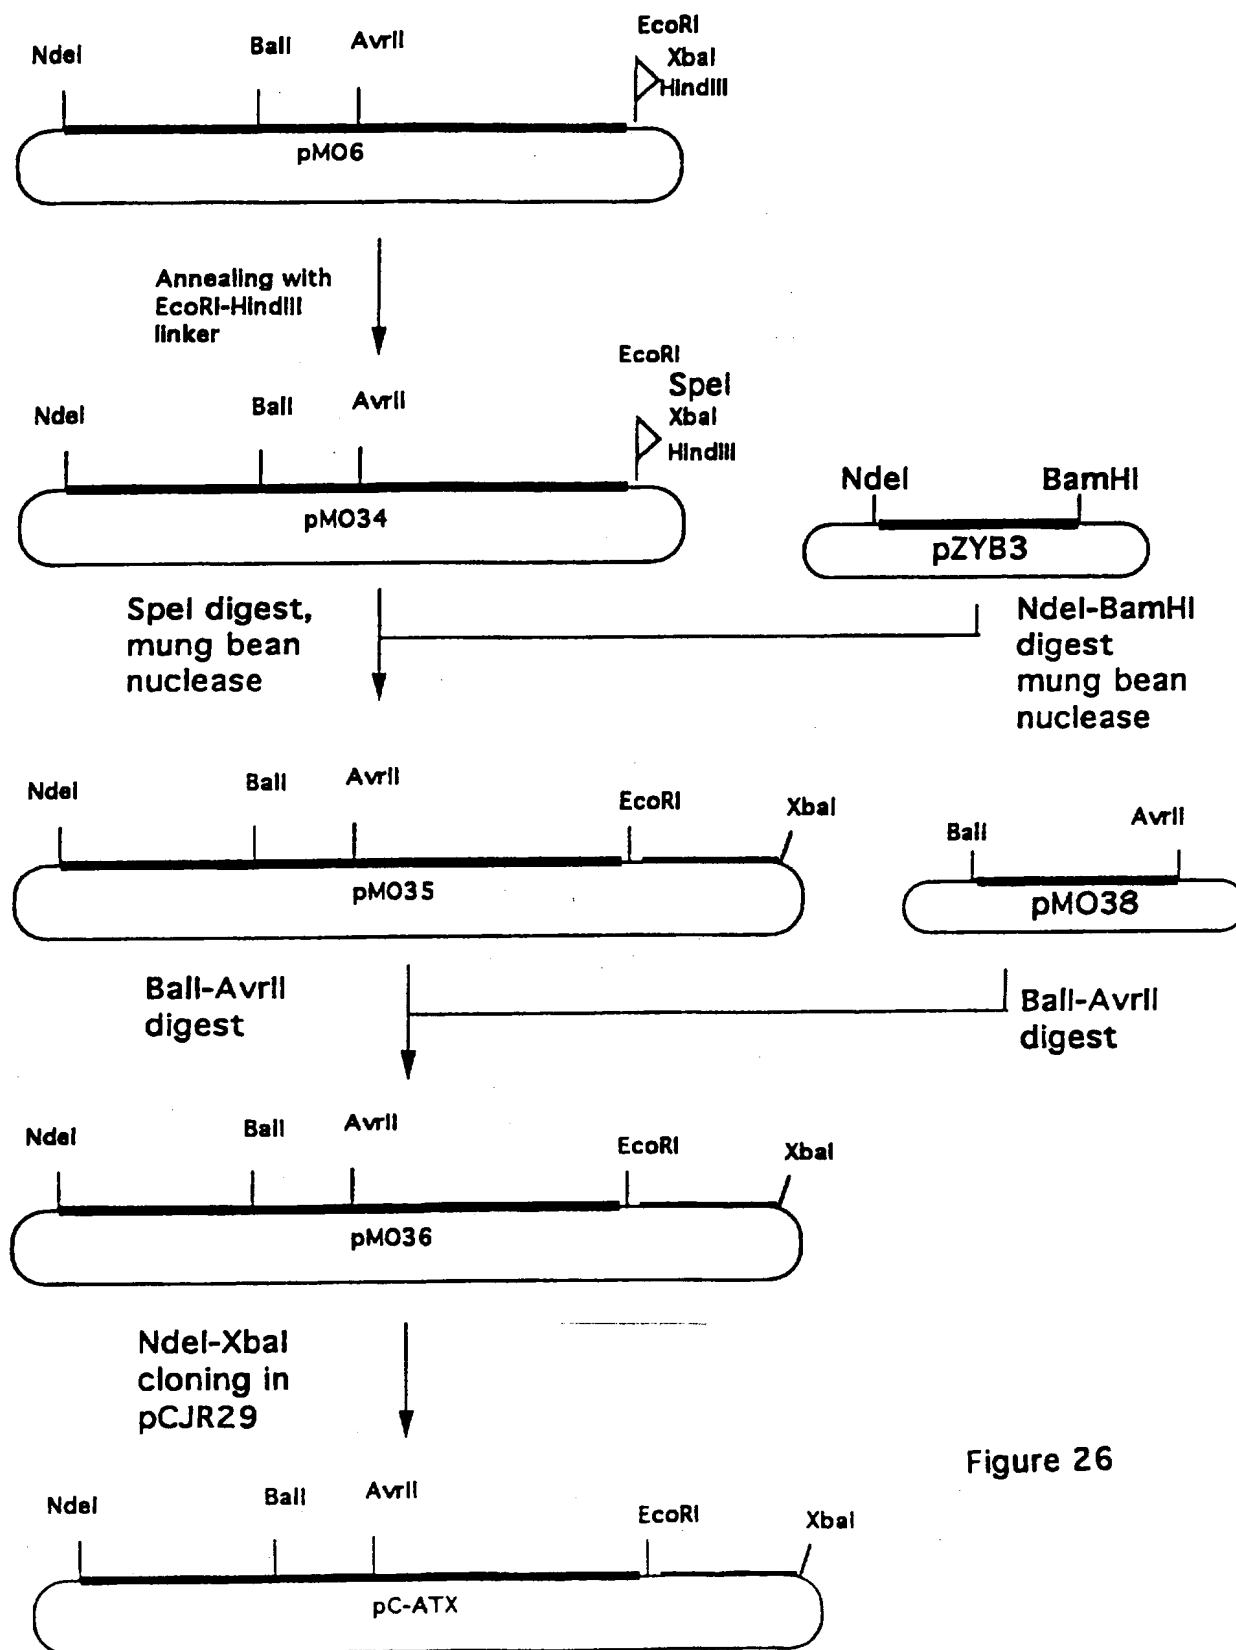 EcoRI
NdeI
BalI
AvrII
XbaI
HindIII
pMO6
Annealing with
EcoRI-HindIII
linker
EcoRI
SpeI
NdeI
BalI
AvrII
XbaI
HindIII
pMO34
NdeI
BamHI
pZYB3
SpeI digest,
mung bean
nuclease
NdeI-BamHI
digest
mung bean
nuclease
NdeI
BalI
AvrII
EcoRI
XbaI
pMO35
BalI
AvrII
pMO38
BalI-AvrII
digest
BalI-AvrII
digest
NdeI
BalI
AvrII
EcoRI
XbaI
pMO36
NdeI-XbaI
cloning in
pCJR29
Figure 26
NdeI
BalI
AvrII
EcoRI
XbaI
pC-ATX